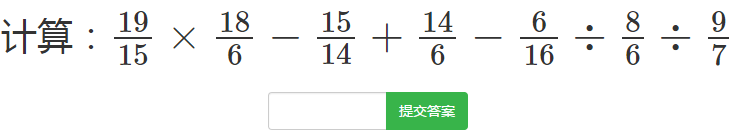 计算：19/15 × 18/6 − 15/14 + 14/6 − 6/16 ÷ 8/6 ÷ 9/7
提交答案